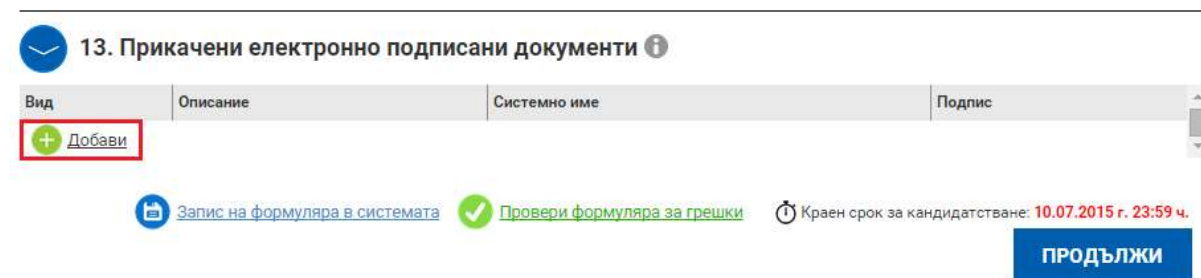 13. Прикачени електронно подписани документи
Вид Описание Системно име Подпис
Добави
Запис на формуляра в системата Провери формуляра за грешки Краен срок за кандидатстване: 10.07.2015 г. 23:59 ч.
ПРОДЪЛЖИ